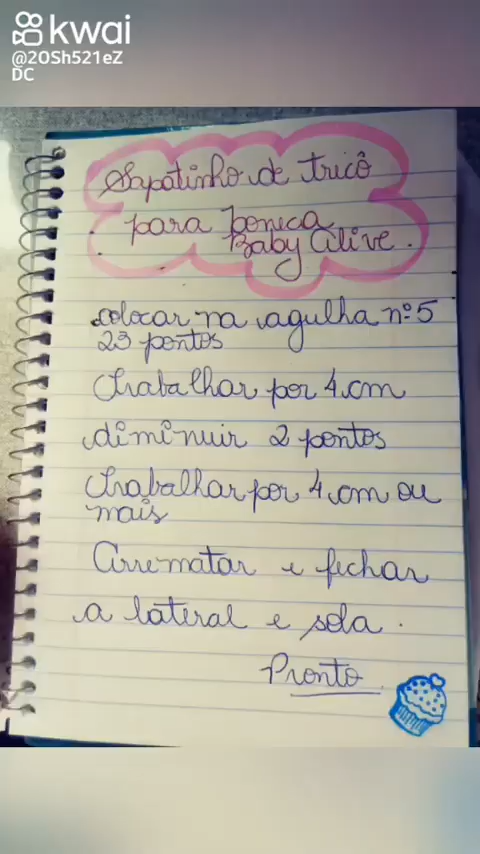 kwai
@2OSh521eZ
DC
Sapatinho de tricô
para boneca
Baby Alive.
colocar na agulha nº 5
23 pontos
Trabalhar por 4 cm
diminuir 2 pontos
Trabalhar por 4 cm ou
mais
Arrematar e fechar
a lateral e sola.
Pronto